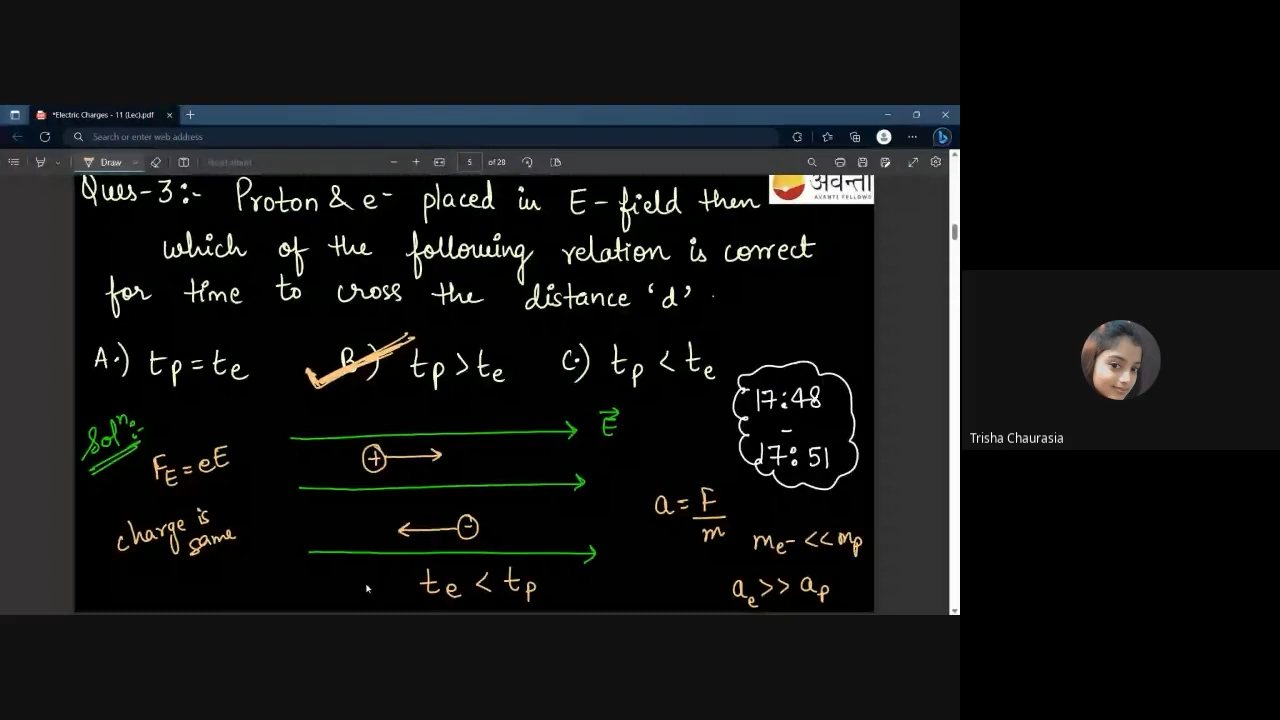 *Electric Charges - 11 (Lec).pdf
Search or enter web address
Draw
5 of 28
Ques-3:- Proton & e- placed in E-field then
which of the following relation is correct
for time to cross the distance 'd'.
अवन्ती
AVANTI FELLOWS
A.) tp = te B) tp > te C.) tp < te
17:48
-
17:51
Solⁿ:-
E
FE = eE
+
charge is
same
-
a = F/m
me- << mp
te < tp
ae >> ap
Trisha Chaurasia